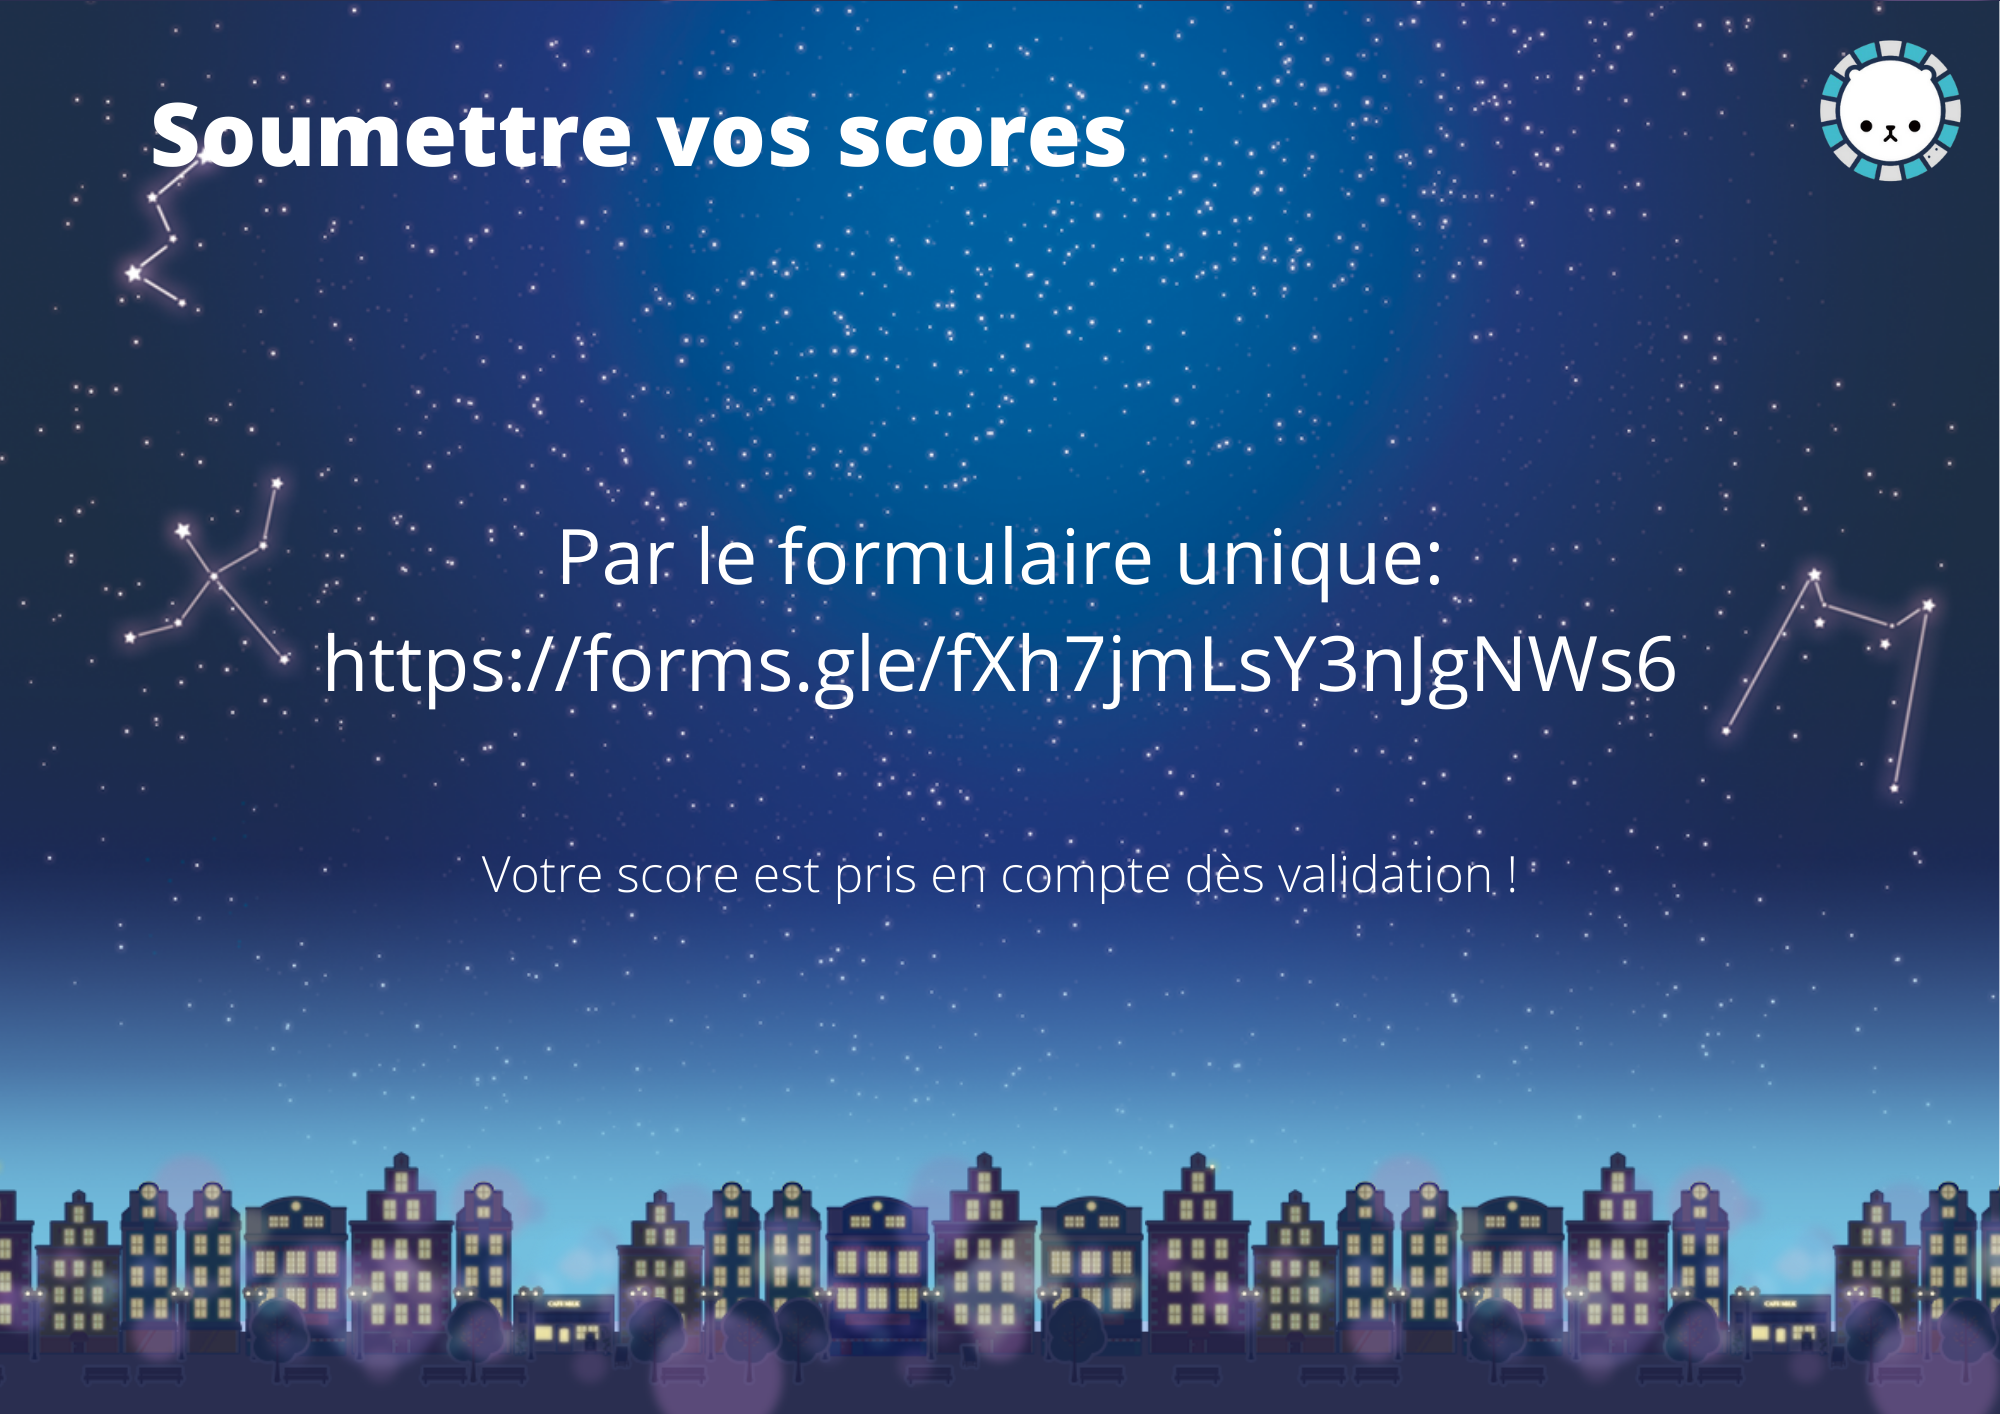 Soumettre vos scores
Par le formulaire unique:
https://forms.gle/fXh7jmLsY3nJgNWs6
Votre score est pris en compte dès validation !